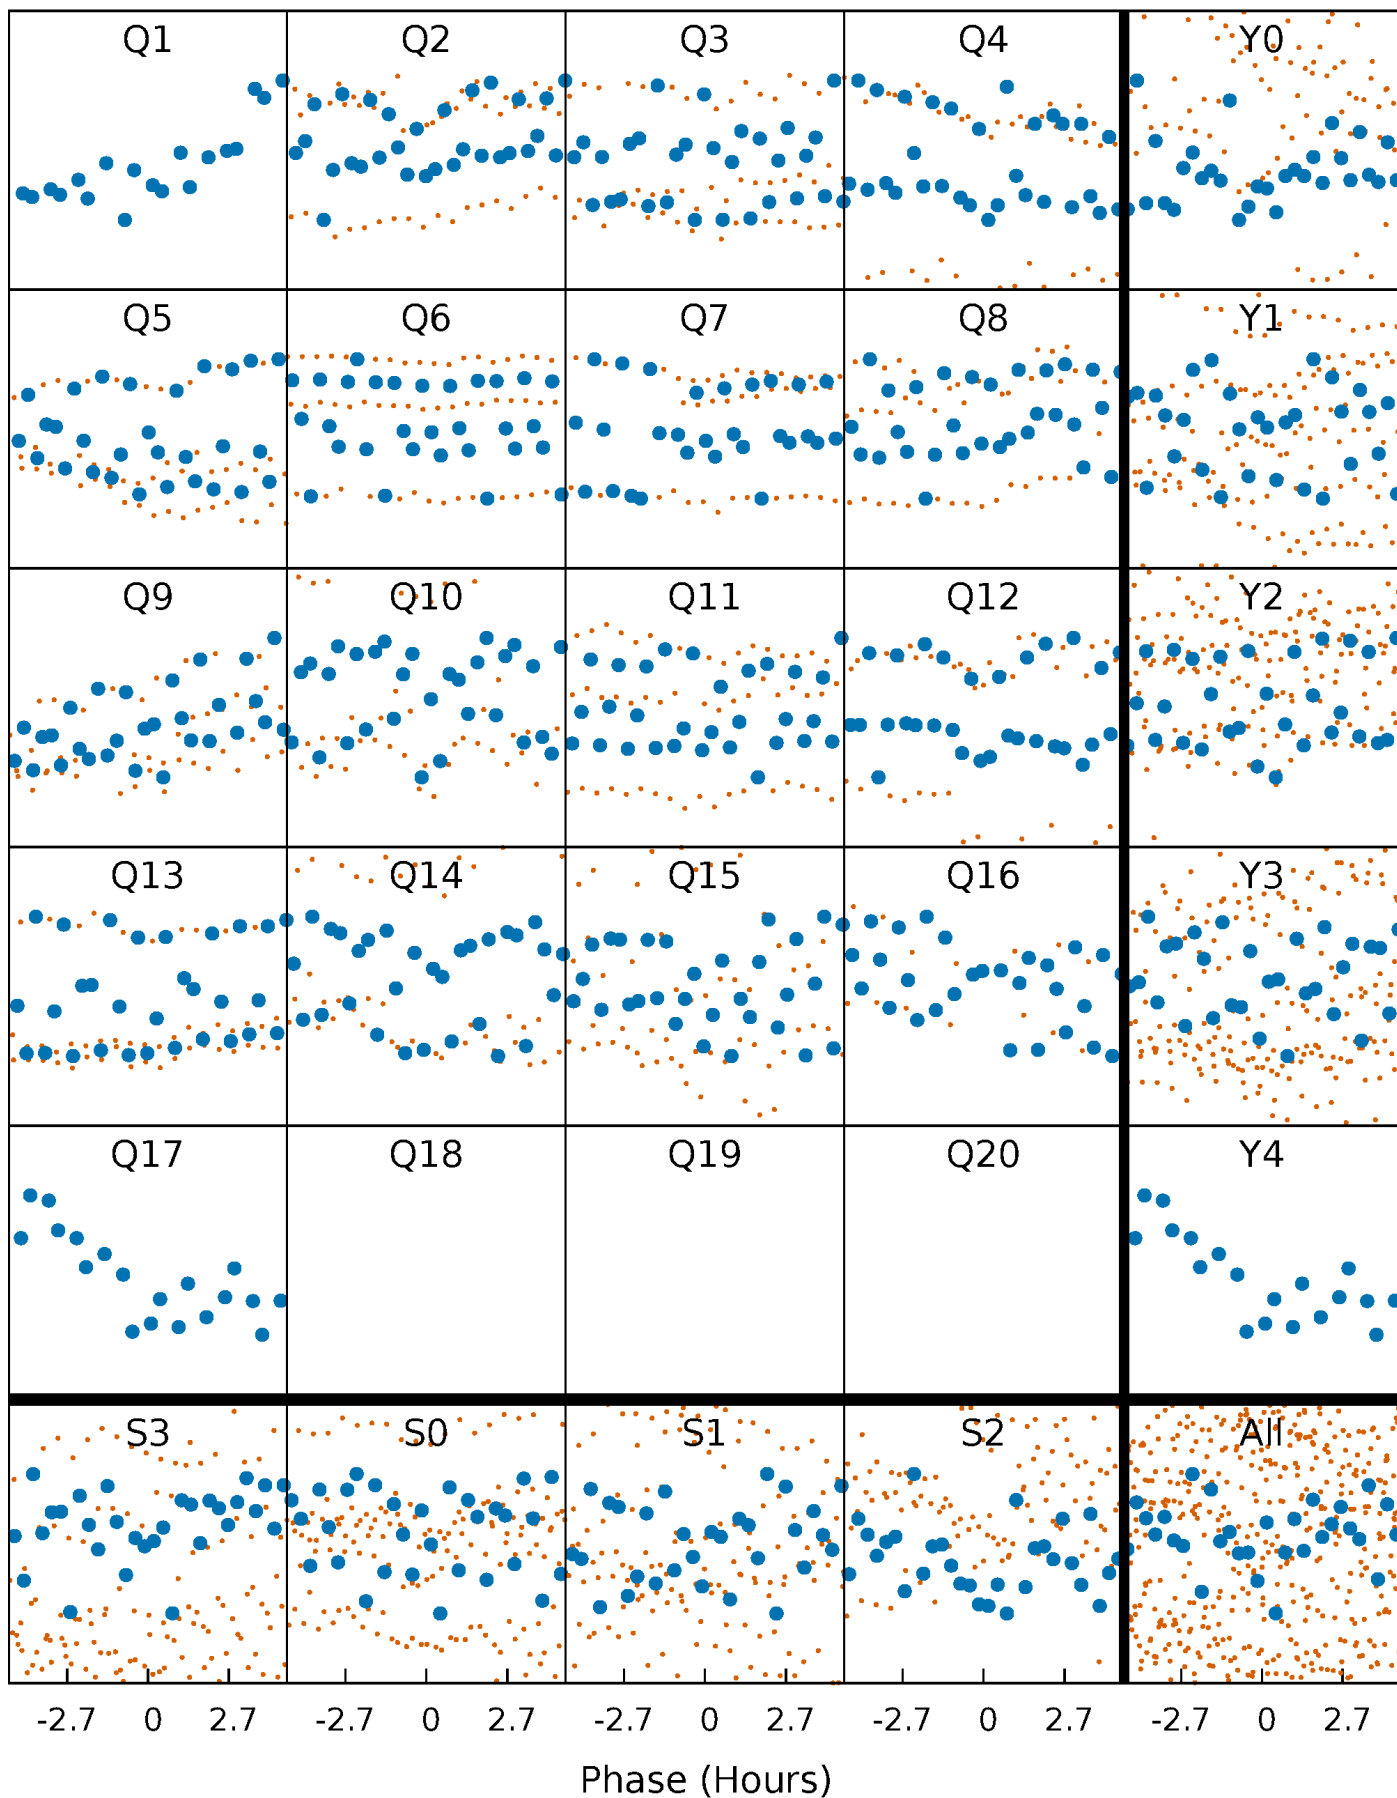 Q1 Q2 Q3 Q4 Y0
Q5 Q6 Q7 Q8 Y1
Q9 Q10 Q11 Q12 Y2
Q13 Q14 Q15 Q16 Y3
Q17 Q18 Q19 Q20 Y4
S3 S0 S1 S2 All
-2.7 0 2.7 -2.7 0 2.7 -2.7 0 2.7 -2.7 0 2.7 -2.7 0 2.7
Phase (Hours)